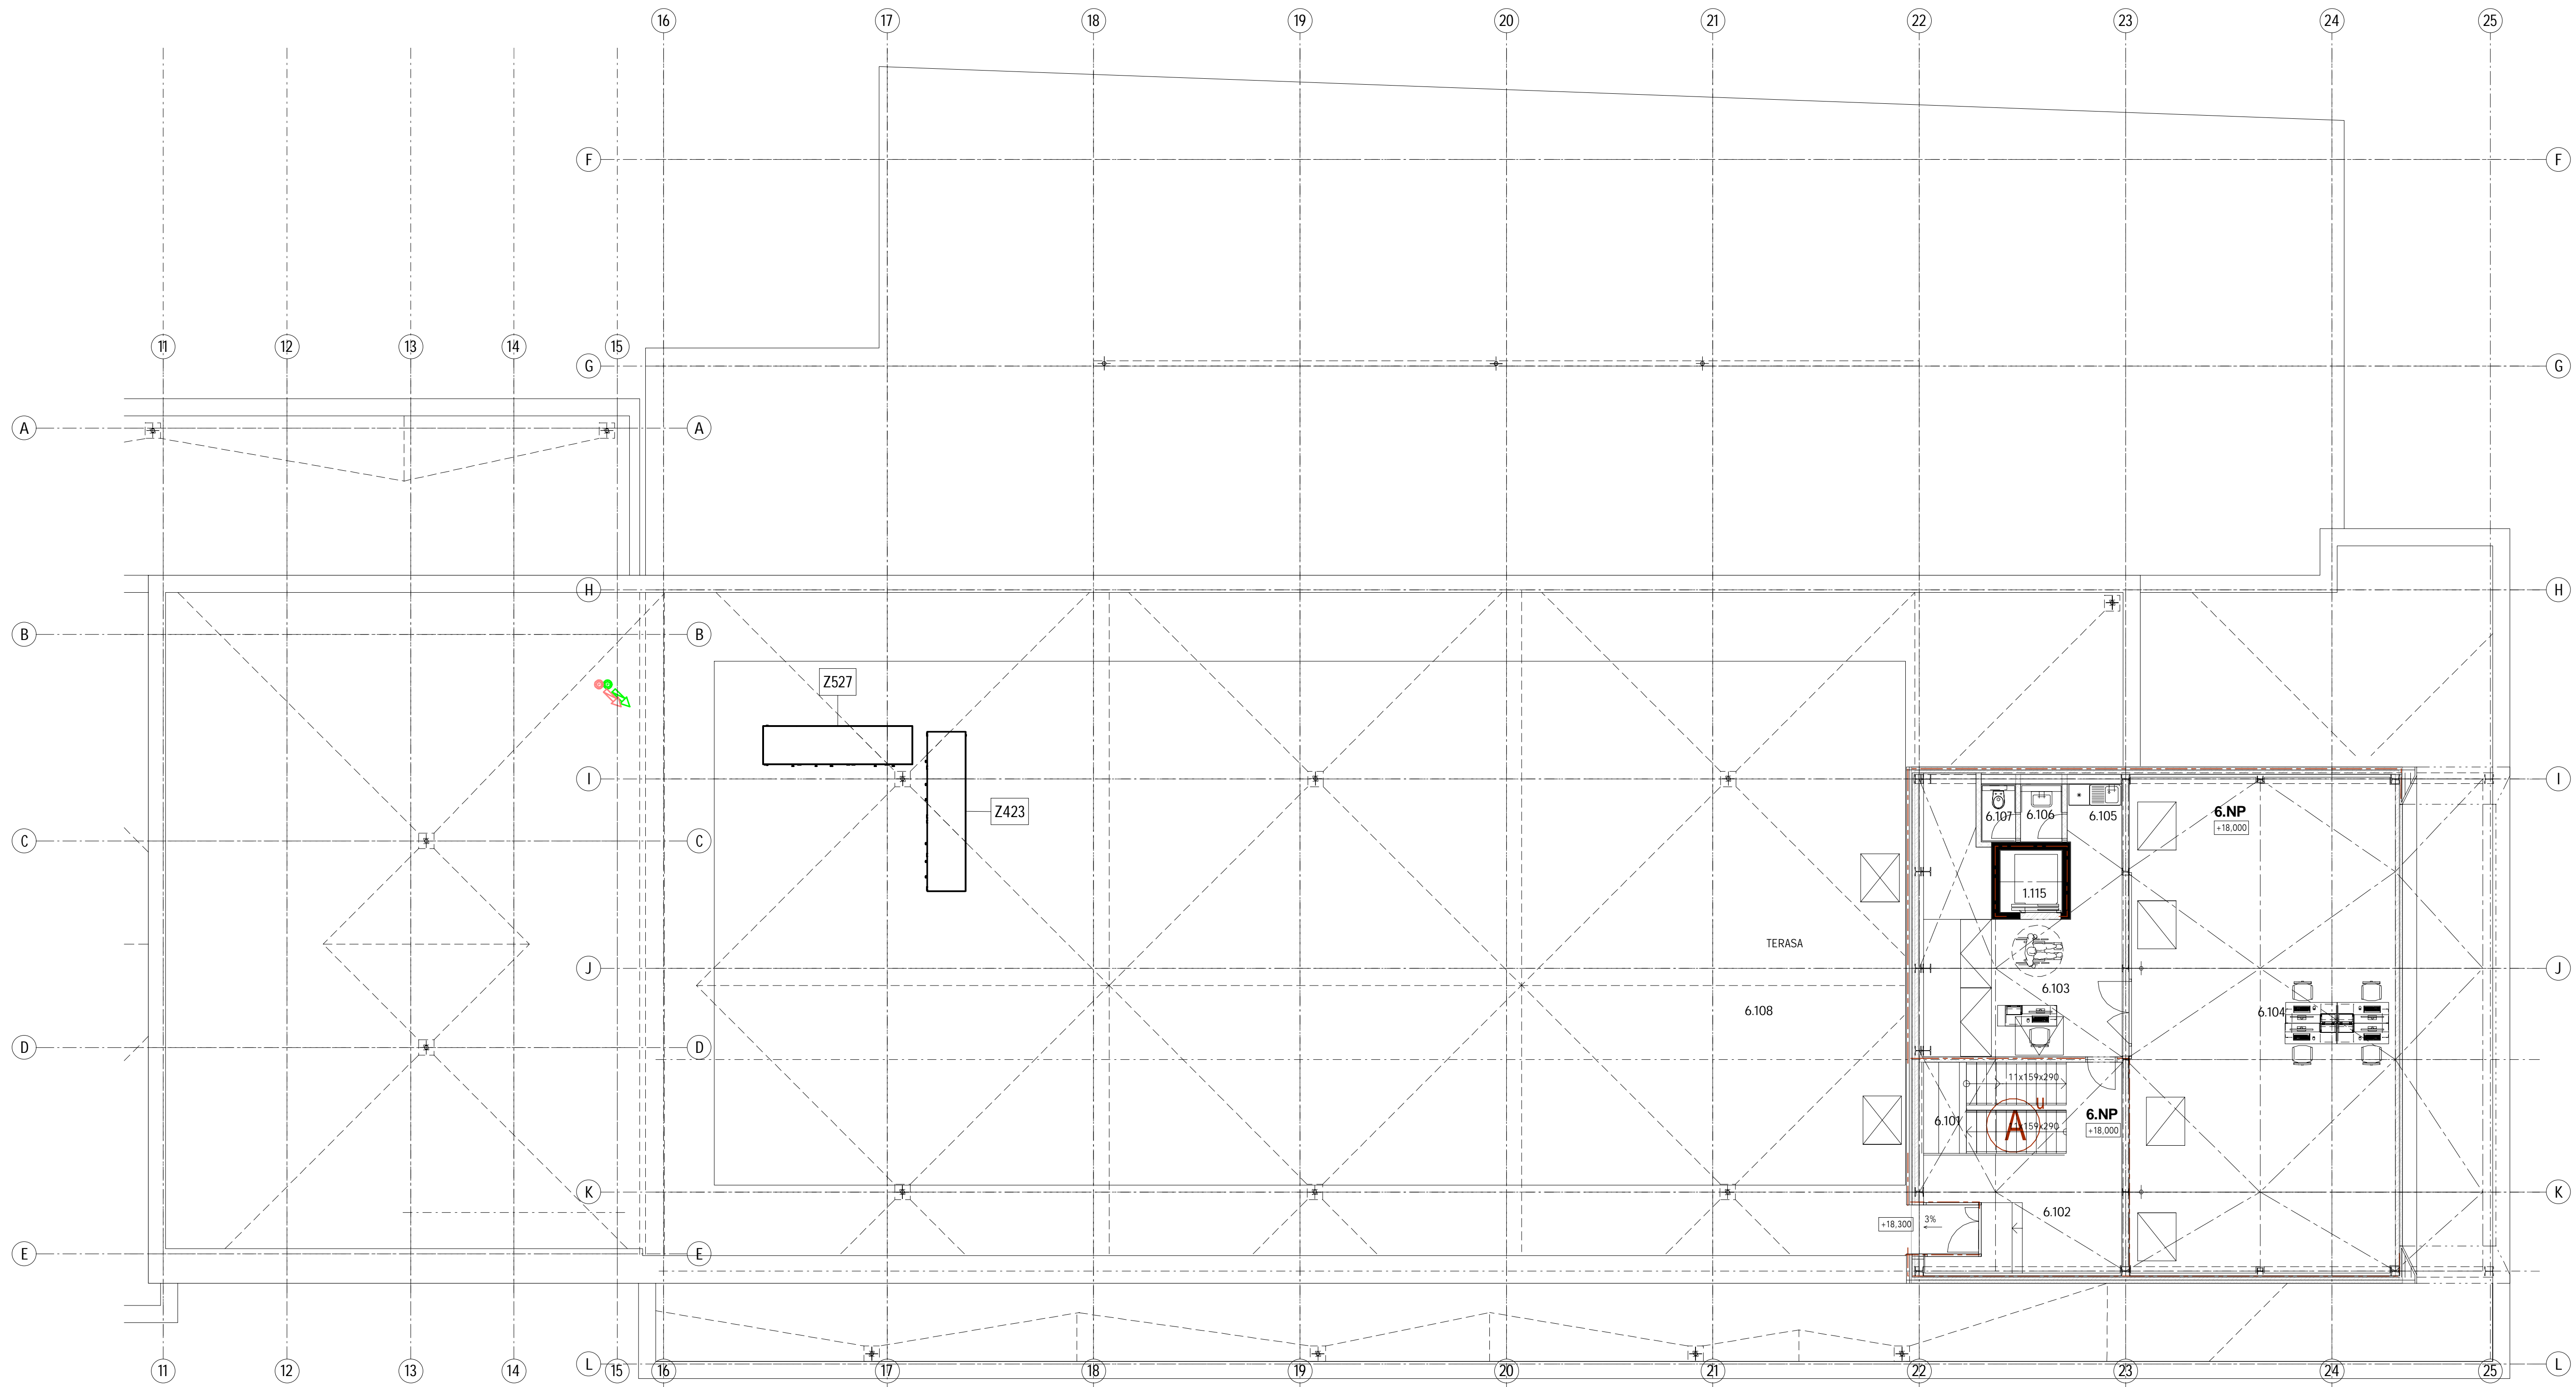 16 17 18 19 20 21 22 23 24 25
F F
11 12 13 14 15
G G
A A
H H
B B
Z527
I I
6.NP
+18,000
6.107 6.106 6.105
Z423
C C
1.115
TERASA
J J
6.103
6.108
6.104
D D
11x159x290
u
6.NP
+18,000
6.101
A
11x159x290
K K
6.102
+18,300 3%
E E
L L
11 12 13 14 15 16 17 18 19 20 21 22 23 24 25